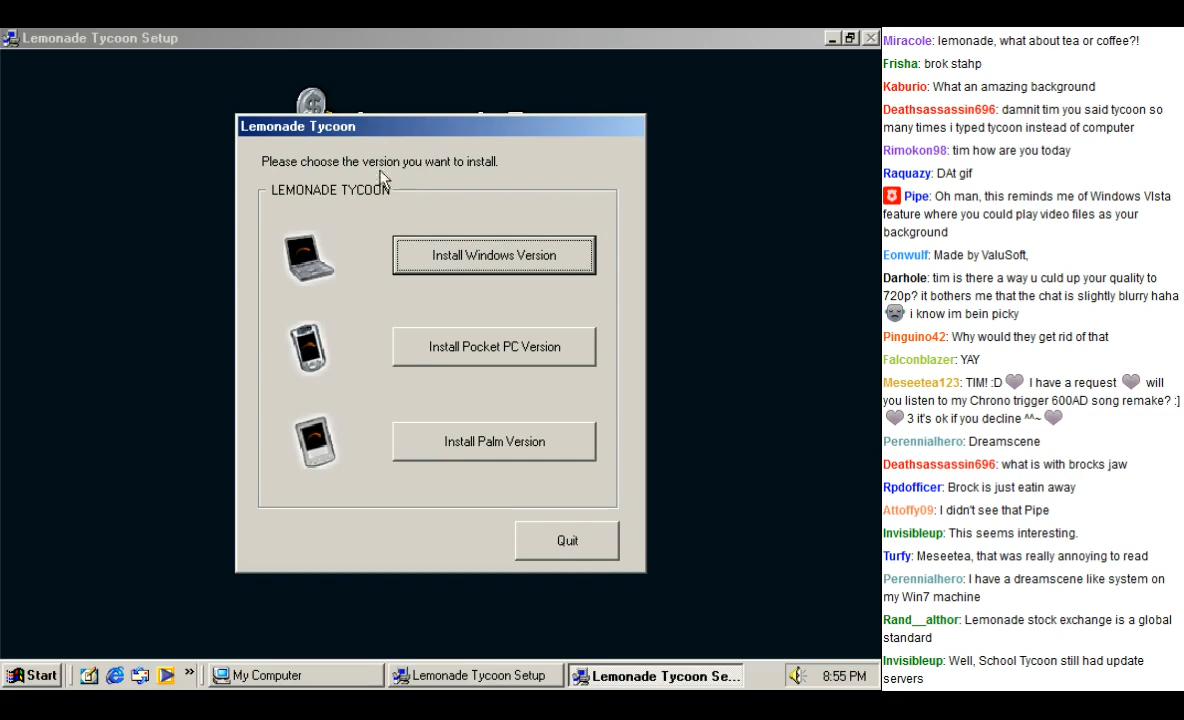 Lemonade Tycoon Setup
Lemonade Tycoon
Please choose the version you want to install.
LEMONADE TYCOON
Install Windows Version
Install Pocket PC Version
Install Palm Version
Quit
Start
My Computer
Lemonade Tycoon Setup
Lemonade Tycoon Se...
8:55 PM
Miracole: lemonade, what about tea or coffee?!
Frisha: brok stahp
Kaburio: What an amazing background
Deathsassassin696: damnit tim you said tycoon so
many times i typed tycoon instead of computer
Rimokon98: tim how are you today
Raquazy: DAt gif
Pipe: Oh man, this reminds me of Windows VIsta
feature where you could play video files as your
background
Eonwulf: Made by ValuSoft,
Darhole: tim is there a way u culd up your quality to
720p? it bothers me that the chat is slightly blurry haha
i know im bein picky
Pinguino42: Why would they get rid of that
Falconblazer: YAY
Meseetea123: TIM! :D I have a request will
you listen to my Chrono trigger 600AD song remake? :]
3 it's ok if you decline ^^~
Perennialhero: Dreamscene
Deathsassassin696: what is with brocks jaw
Rpdofficer: Brock is just eatin away
Attoffy09: I didn't see that Pipe
Invisibleup: This seems interesting.
Turfy: Meseetea, that was really annoying to read
Perennialhero: I have a dreamscene like system on
my Win7 machine
Rand__althor: Lemonade stock exchange is a global
standard
Invisibleup: Well, School Tycoon still had update
servers